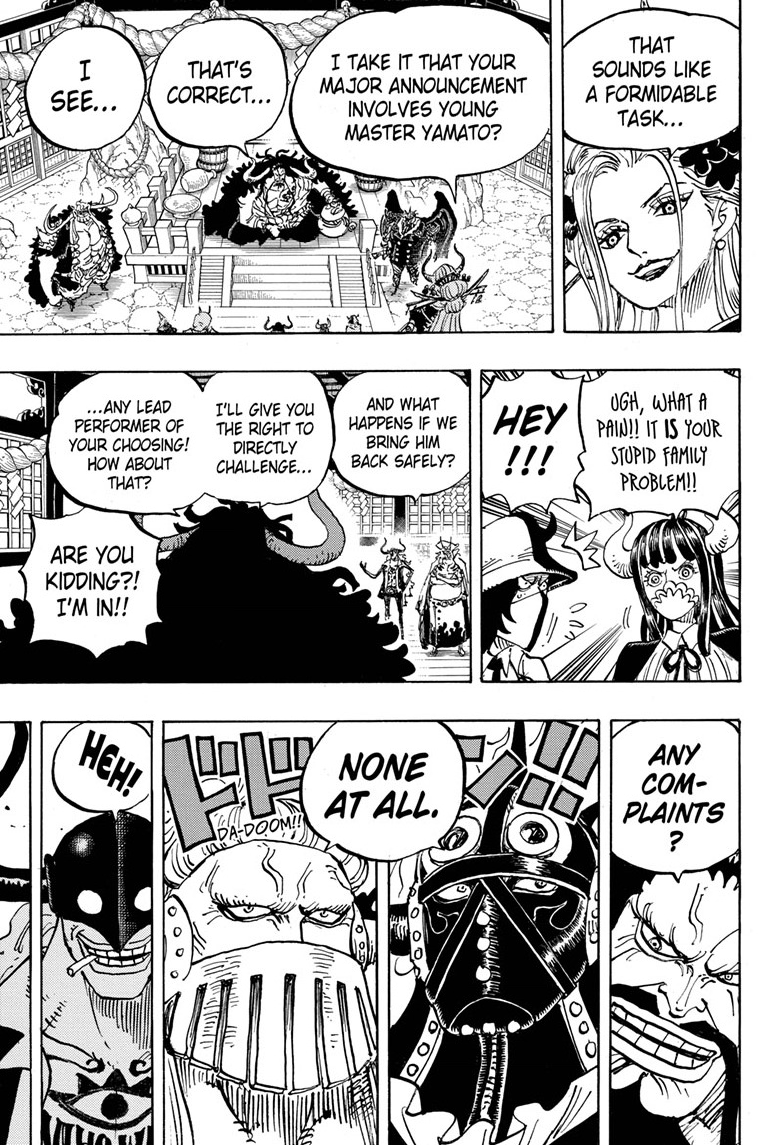 THAT
SOUNDS LIKE
A FORMIDABLE
TASK...
I TAKE IT THAT YOUR
MAJOR ANNOUNCEMENT
INVOLVES YOUNG
MASTER YAMATO?
THAT'S
CORRECT...
I
SEE...
UGH, WHAT A
PAIN!! IT IS YOUR
STUPID FAMILY
PROBLEM!!
HEY
!!!
AND WHAT
HAPPENS IF WE
BRING HIM
BACK SAFELY?
I'LL GIVE YOU
THE RIGHT TO
DIRECTLY
CHALLENGE...
...ANY LEAD
PERFORMER OF
YOUR CHOOSING!
HOW ABOUT
THAT?
ARE YOU
KIDDING?!
I'M IN!!
ANY
COM-
PLAINTS
?
NONE
AT ALL.
ドドン!!
DA-DOOM!!
HEH!